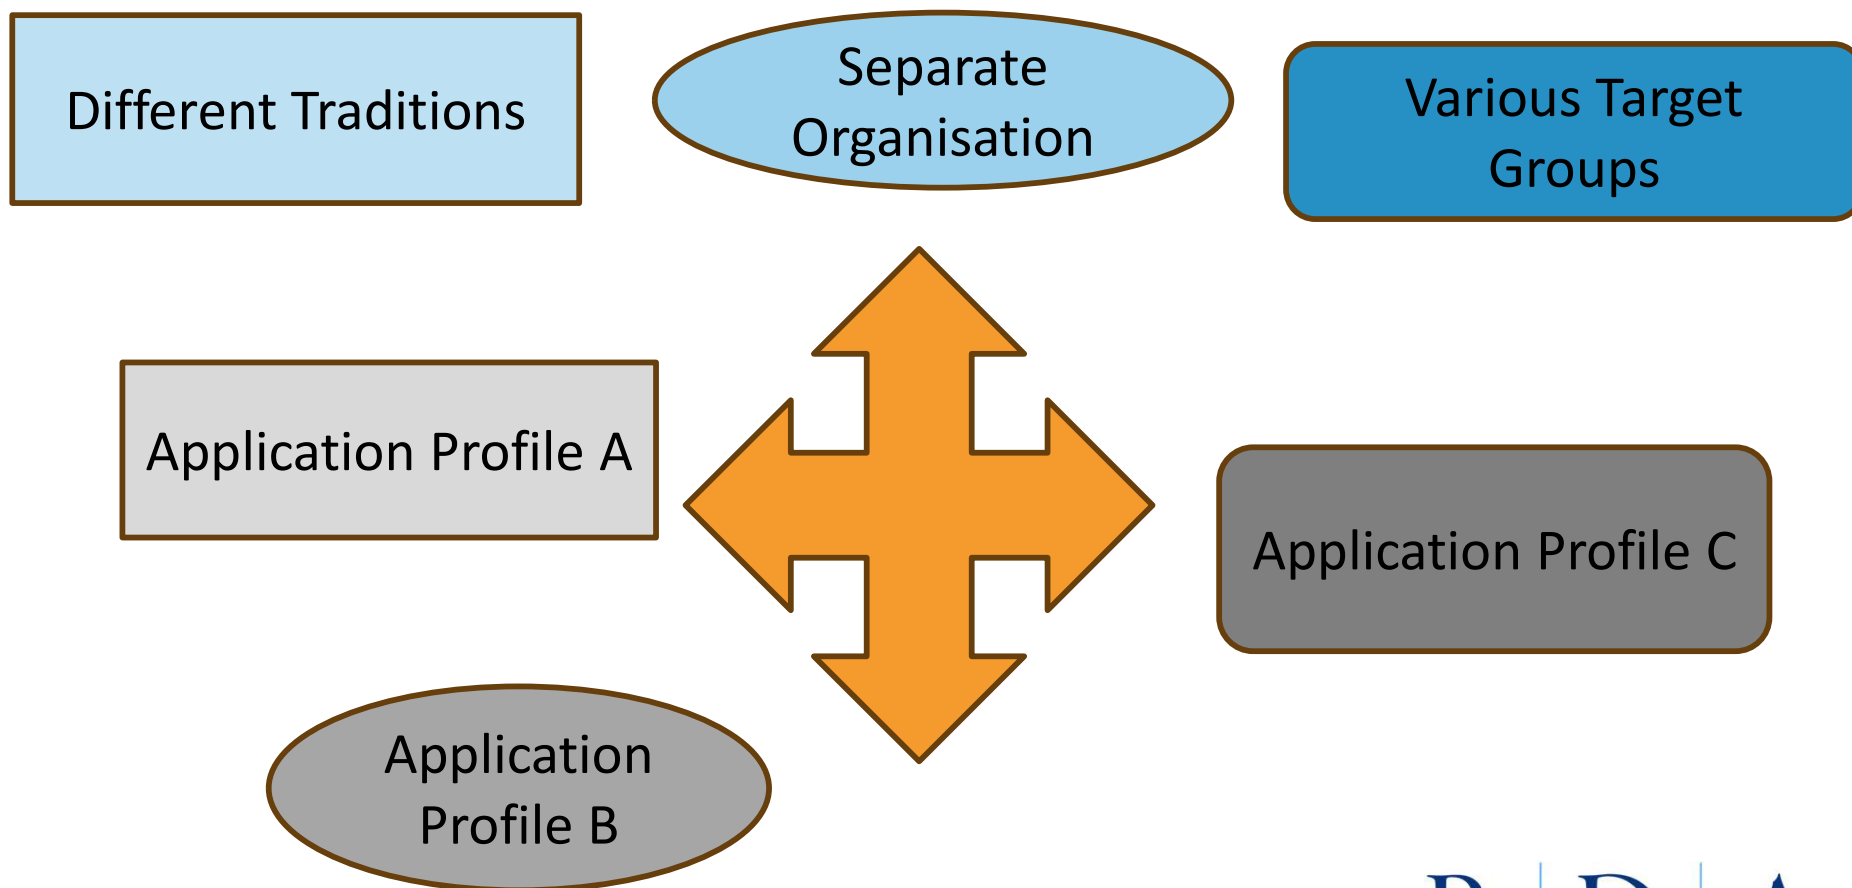 Different Traditions
Separate
Organisation
Various Target
Groups
Application Profile A
Application Profile C
Application
Profile B
R D A